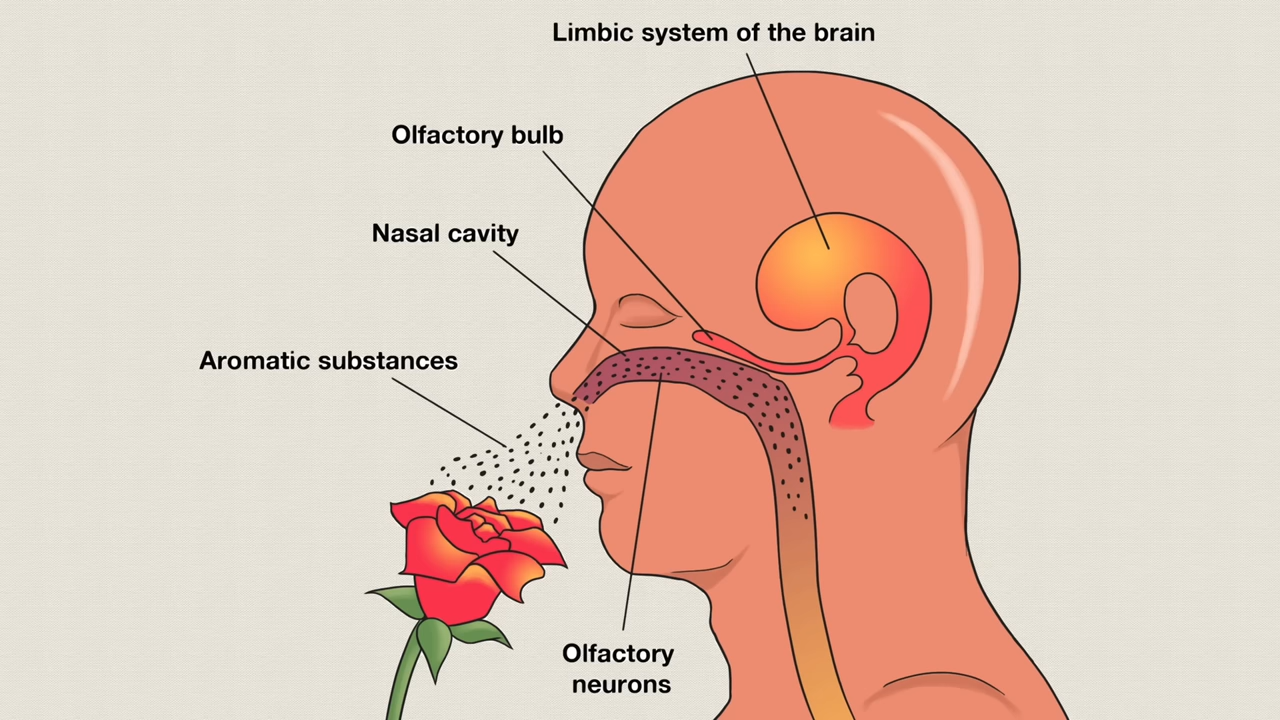 Limbic system of the brain
Olfactory bulb
Nasal cavity
Aromatic substances
Olfactory
neurons